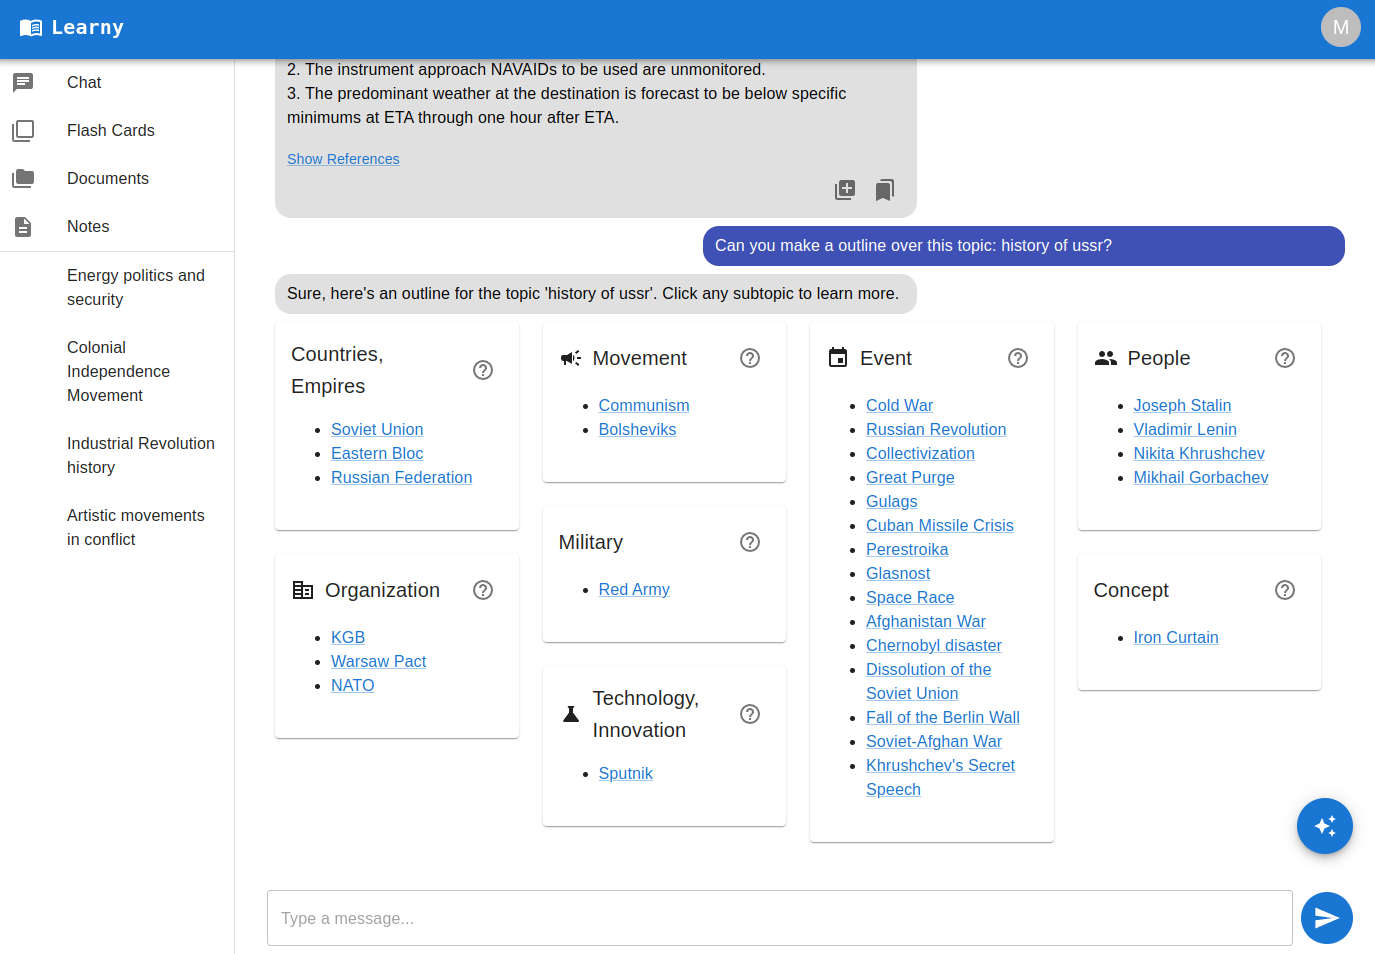 Learny
M
Chat
Flash Cards
Documents
Notes
Energy politics and
security
Colonial
Independence
Movement
Industrial Revolution
history
Artistic movements
in conflict
2. The instrument approach NAVAIDs to be used are unmonitored.
3. The predominant weather at the destination is forecast to be below specific
minimums at ETA through one hour after ETA.
Show References
Can you make a outline over this topic: history of ussr?
Sure, here's an outline for the topic 'history of ussr'. Click any subtopic to learn more.
Countries,
Empires
Soviet Union
Eastern Bloc
Russian Federation
Organization
KGB
Warsaw Pact
NATO
Movement
Communism
Bolsheviks
Military
Red Army
Technology,
Innovation
Sputnik
Event
Cold War
Russian Revolution
Collectivization
Great Purge
Gulags
Cuban Missile Crisis
Perestroika
Glasnost
Space Race
Afghanistan War
Chernobyl disaster
Dissolution of the
Soviet Union
Fall of the Berlin Wall
Soviet-Afghan War
Khrushchev's Secret
Speech
People
Joseph Stalin
Vladimir Lenin
Nikita Khrushchev
Mikhail Gorbachev
Concept
Iron Curtain
Type a message...